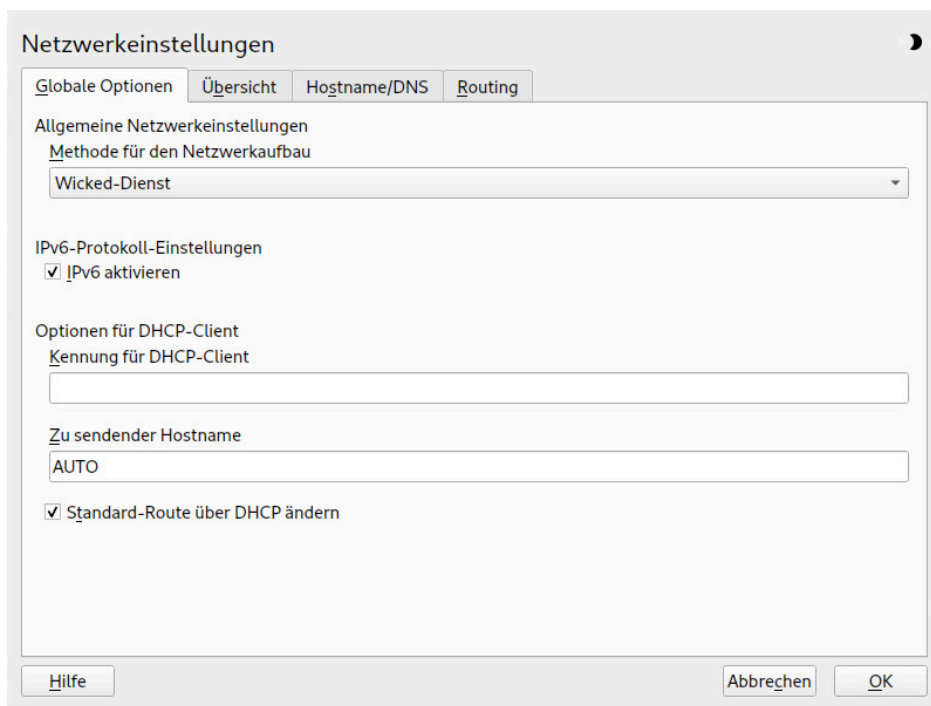 Netzwerkeinstellungen
Globale Optionen Übersicht Hostname/DNS Routing
Allgemeine Netzwerkeinstellungen
Methode für den Netzwerkaufbau
Wicked-Dienst
IPv6-Protokoll-Einstellungen
IPv6 aktivieren
Optionen für DHCP-Client
Kennung für DHCP-Client
Zu sendender Hostname
AUTO
Standard-Route über DHCP ändern
Hilfe Abbrechen OK